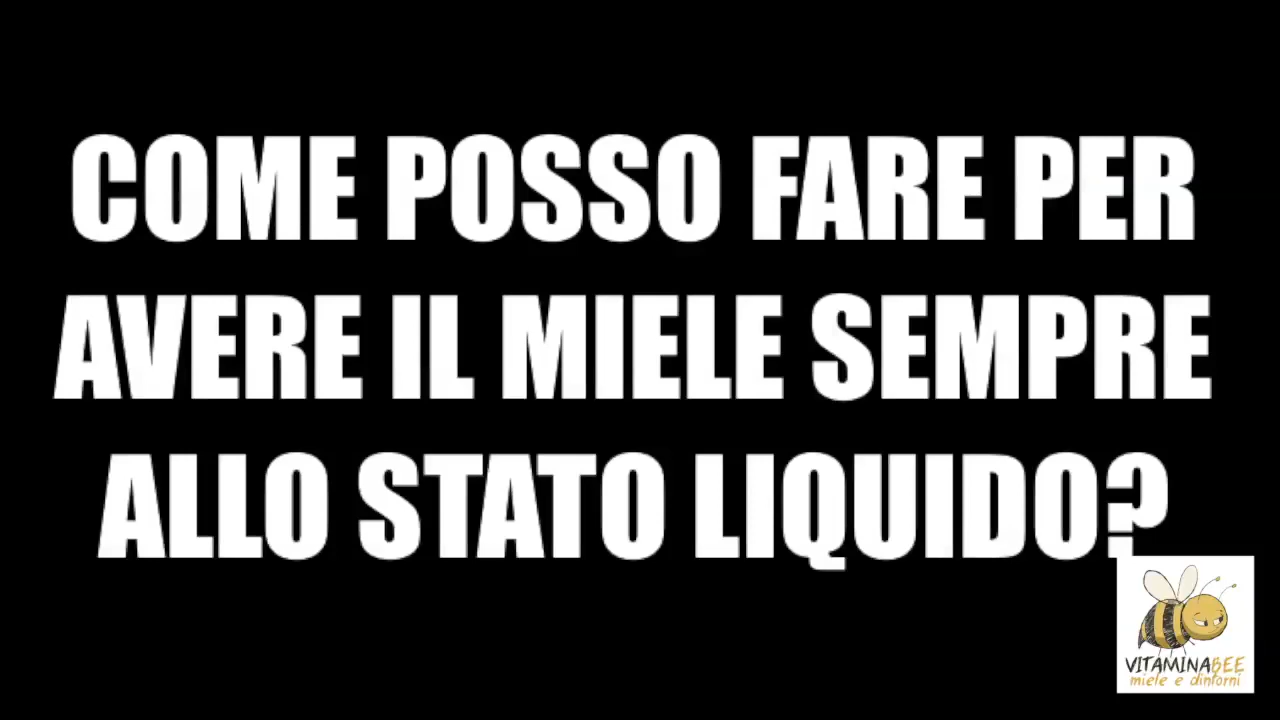 COME POSSO FARE PER
AVERE IL MIELE SEMPRE
ALLO STATO LIQUIDO?
VITAMINABEE
miele e dintorni